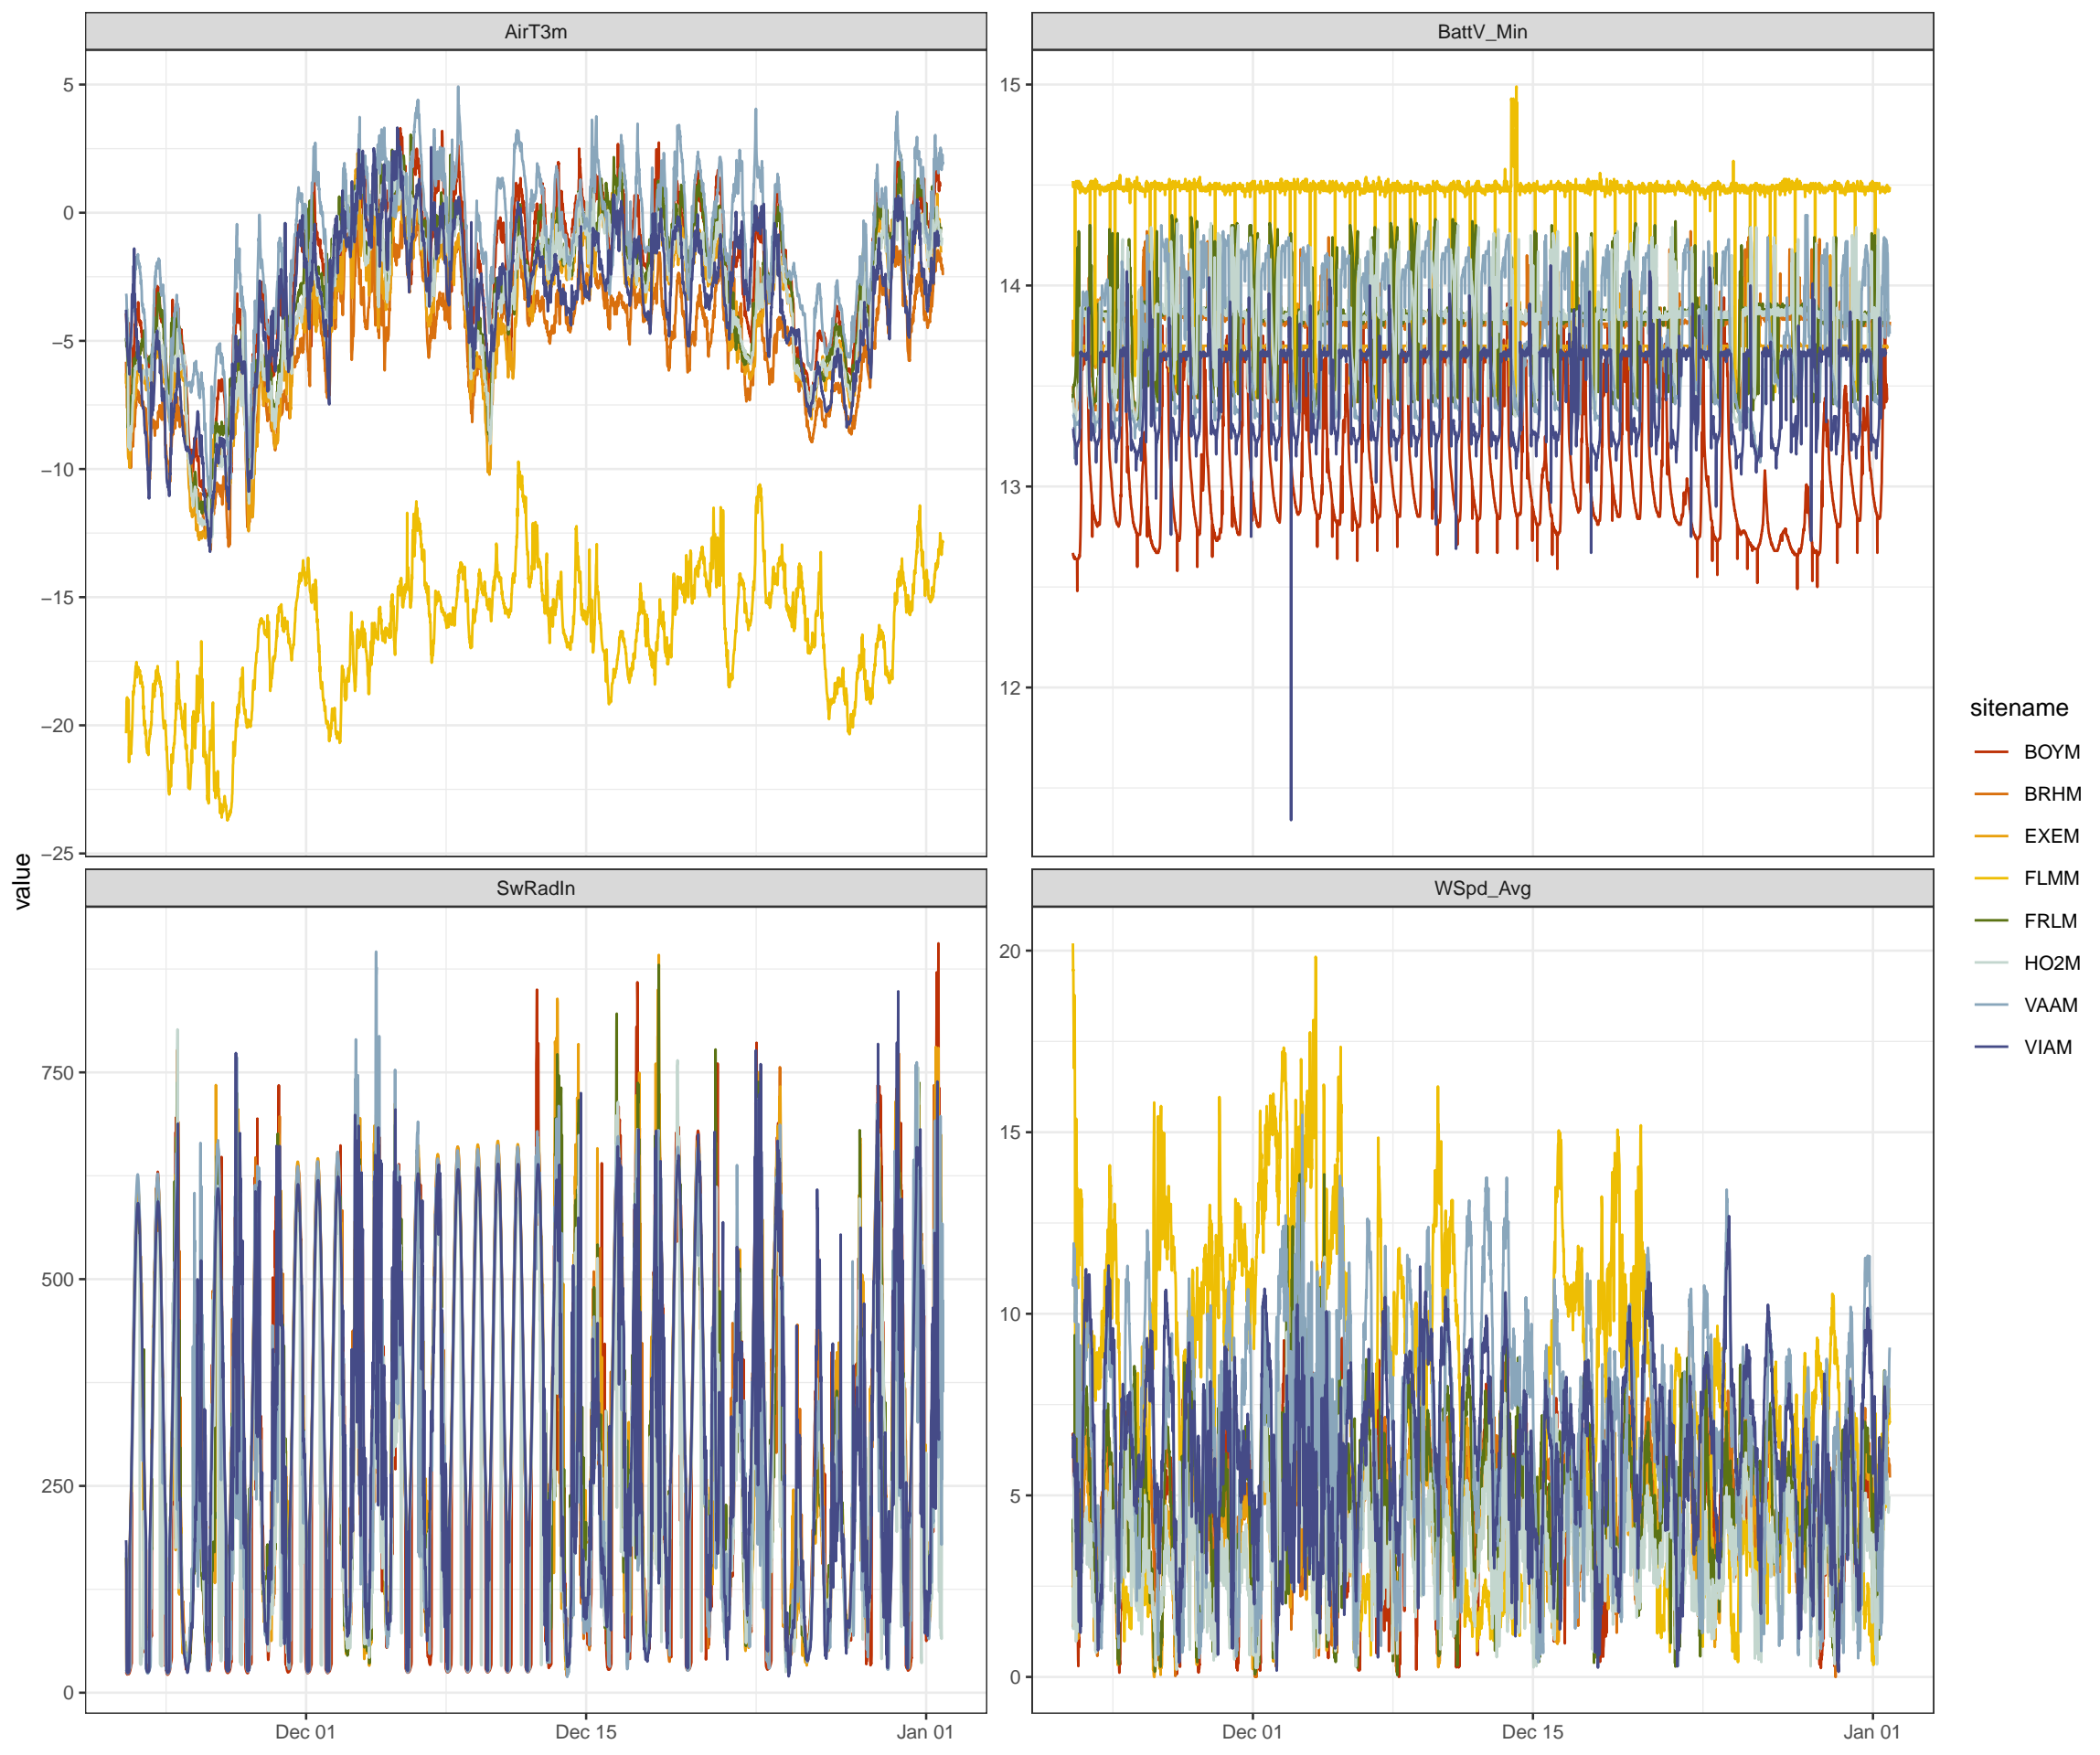 AirT3m
BattV_Min
5
0
−5
−10
−15
−20
−25
15
14
13
12
value
SwRadIn
WSpd_Avg
750
500
250
0
20
15
10
5
0
Dec 01
Dec 15
Jan 01
Dec 01
Dec 15
Jan 01
sitename
BOYM
BRHM
EXEM
FLMM
FRLM
HO2M
VAAM
VIAM